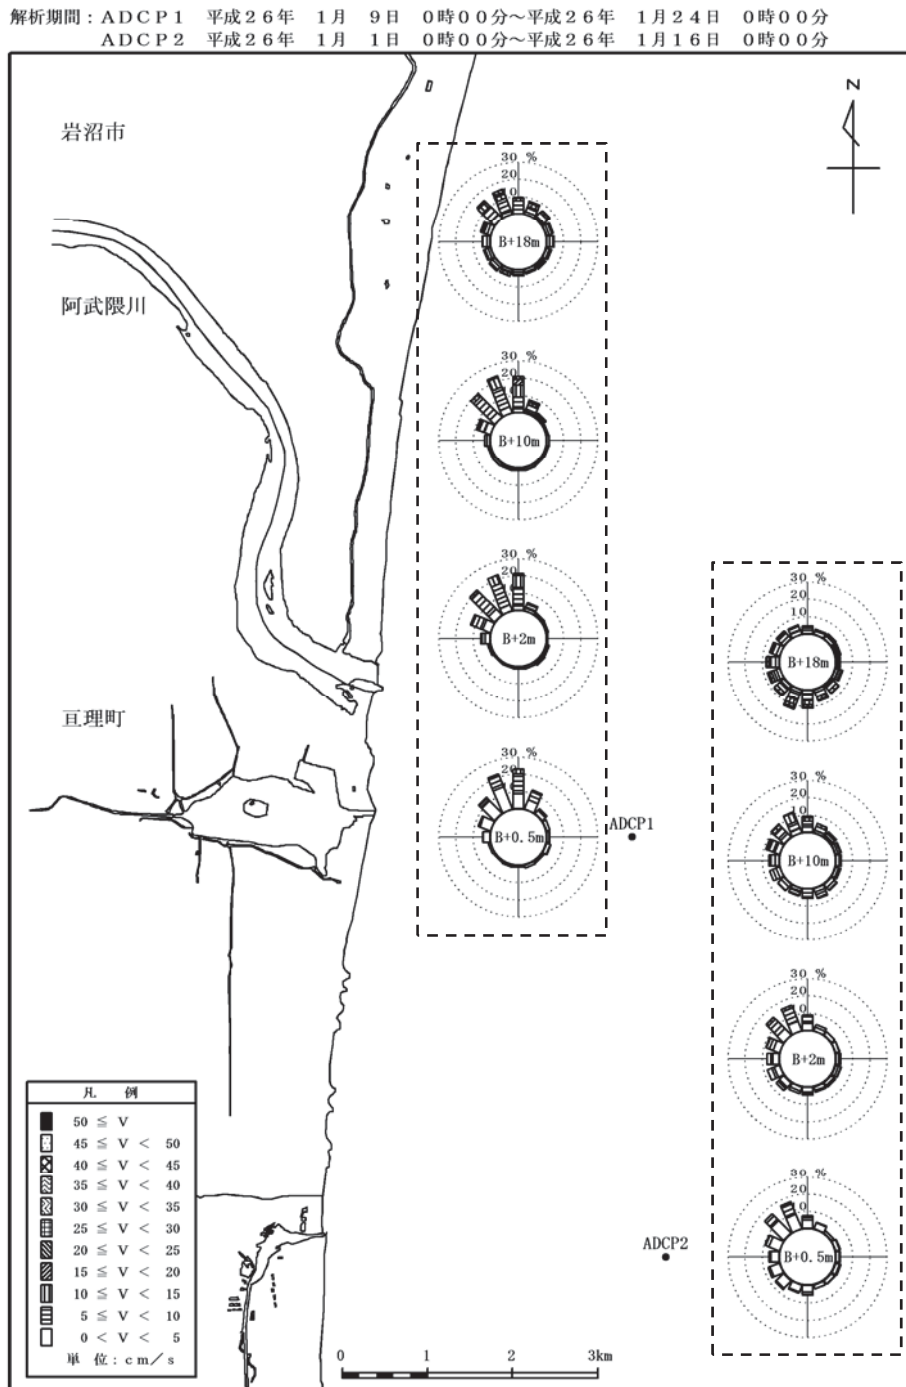 解析期間：ＡＤＣＰ１　平成２６年　１月　９日　０時００分～平成２６年　１月２４日　０時００分
ＡＤＣＰ２　平成２６年　１月　１日　０時００分～平成２６年　１月１６日　０時００分
岩沼市
阿武隈川
亘理町
N
30 %
20
0
B+18m
30 %
20
B+10m
30 %
20
B+2m
30 %
20
B+0.5m
ADCP1
30 %
20
10
B+18m
30 %
20
10
B+10m
30 %
20
0
B+2m
30 %
20
0
B+0.5m
ADCP2
凡　例
50 ≦ V
45 ≦ V < 50
40 ≦ V < 45
35 ≦ V < 40
30 ≦ V < 35
25 ≦ V < 30
20 ≦ V < 25
15 ≦ V < 20
10 ≦ V < 15
5 ≦ V < 10
0 < V < 5
単 位：ｃｍ／ｓ
0 1 2 3km